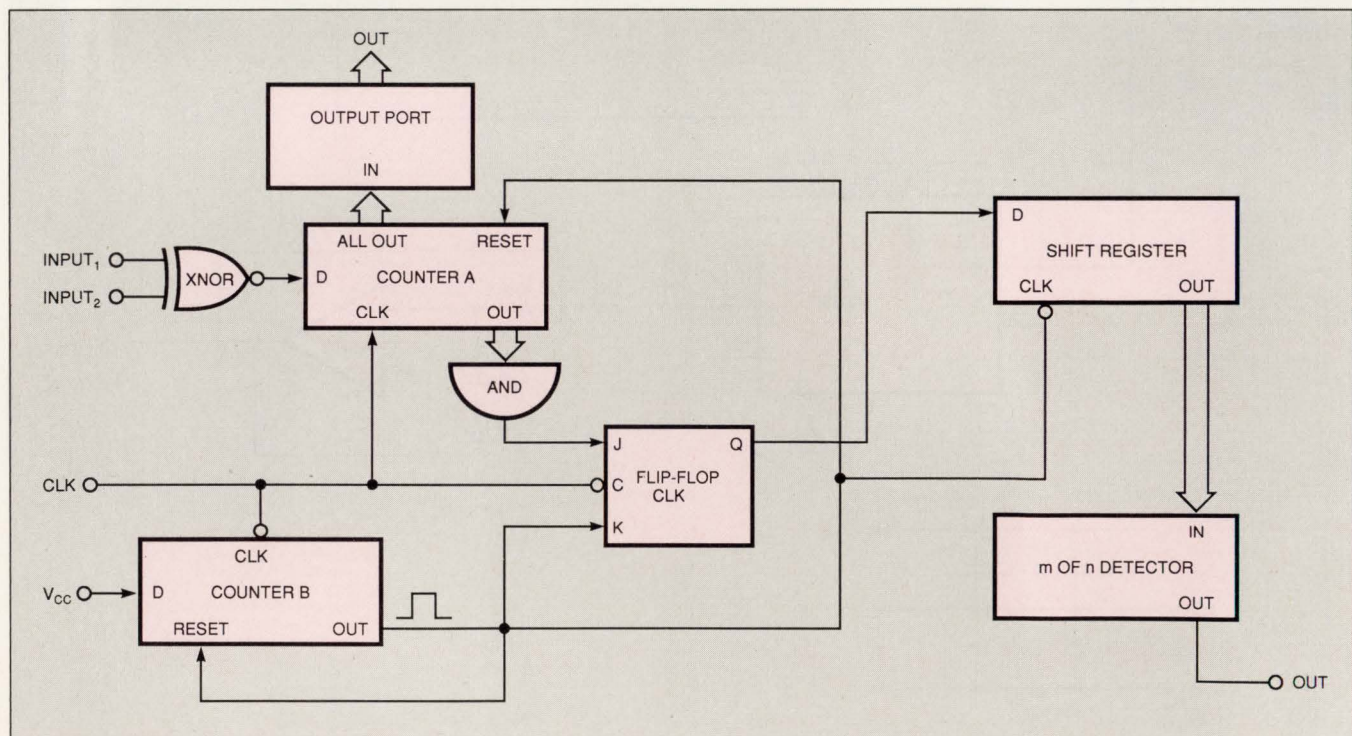 OUT
OUTPUT PORT
IN
ALL OUT RESET
INPUT₁
XNOR
D COUNTER A
INPUT₂
CLK OUT
AND
D
SHIFT REGISTER
CLK OUT
J Q
CLK
C FLIP-FLOP
CLK
K
CLK
V_CC
D COUNTER B
RESET OUT
IN
m OF n DETECTOR
OUT
OUT